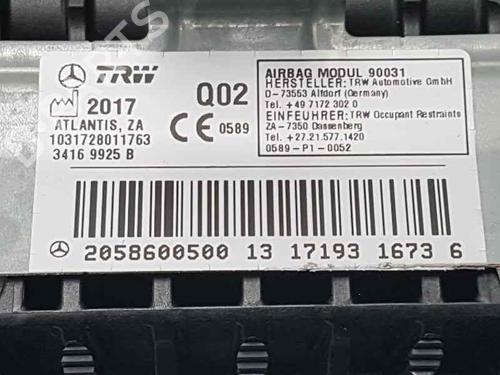 TRW
2017
Q02
ATLANTIS, ZA
1031728011763
3416 9925 B
CE 0589
AIRBAG MODUL 90031
HERSTELLER: TRW Automotive GmbH
D-73553 Alfdorf (Germany)
Tel. +49 7172 302 0
EINFUEHRER: TRW Occupant Restraints
ZA-7350 Dassenberg
Tel. +27.21.577.1420
0589-P1-0052
2058600500 13 17193 1673 6